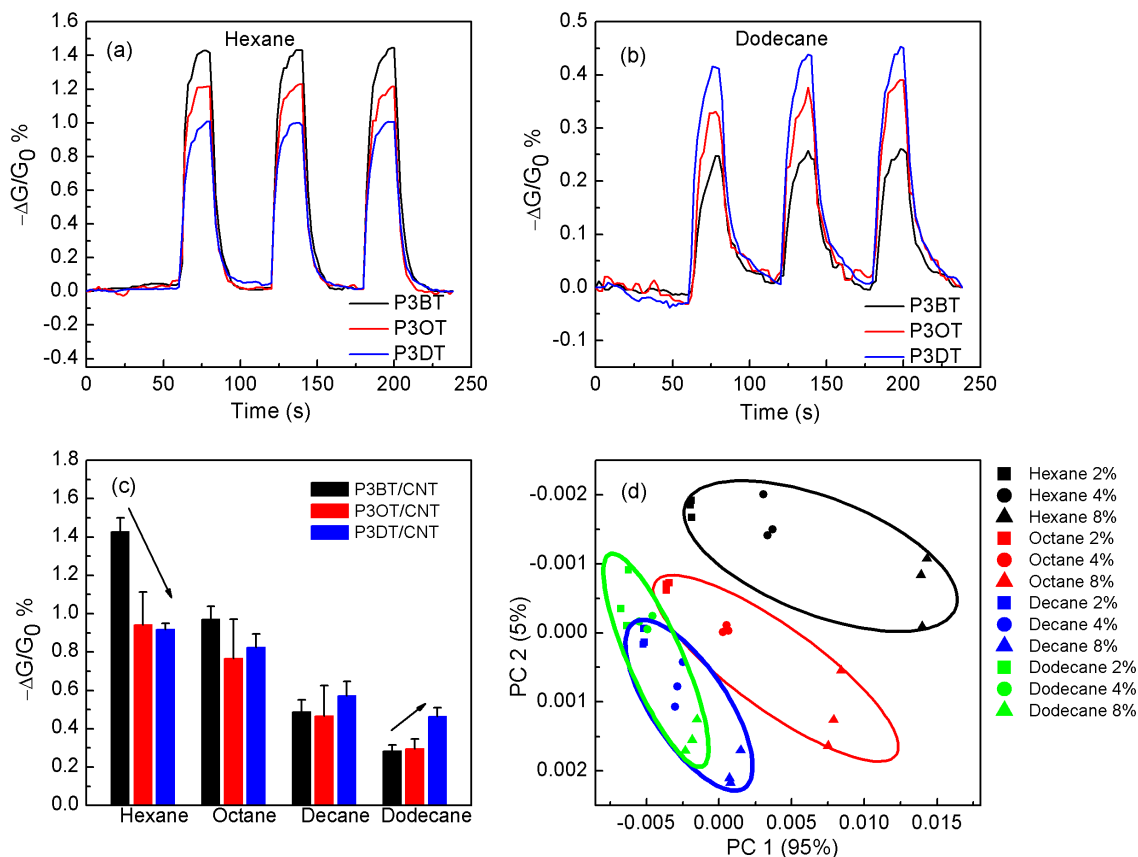 (a)
Hexane
1.6
1.4
1.2
1.0
0.8
0.6
0.4
0.2
0.0
-0.2
-0.4
−ΔG/G0 %
P3BT
P3OT
P3DT
0 50 100 150 200 250
Time (s)
(b)
Dodecane
0.5
0.4
0.3
0.2
0.1
0.0
-0.1
−ΔG/G0 %
P3BT
P3OT
P3DT
0 50 100 150 200 250
Time (s)
(c)
1.8
1.6
1.4
1.2
1.0
0.8
0.6
0.4
0.2
0.0
−ΔG/G0 %
P3BT/CNT
P3OT/CNT
P3DT/CNT
Hexane Octane Decane Dodecane
(d)
-0.002
-0.001
0.000
0.001
0.002
PC 2 (5%)
-0.005 0.000 0.005 0.010 0.015
PC 1 (95%)
Hexane 2%
Hexane 4%
Hexane 8%
Octane 2%
Octane 4%
Octane 8%
Decane 2%
Decane 4%
Decane 8%
Dodecane 2%
Dodecane 4%
Dodecane 8%